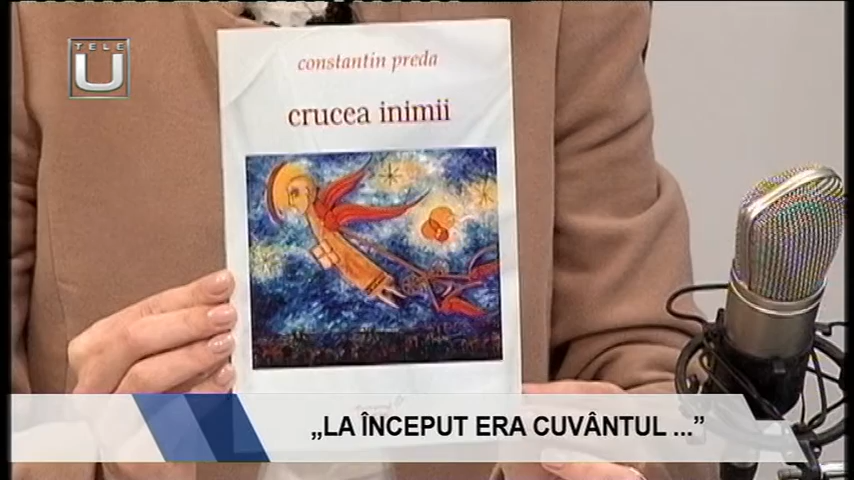 TELE
U
constantin preda
crucea inimii
„LA ÎNCEPUT ERA CUVÂNTUL ...”